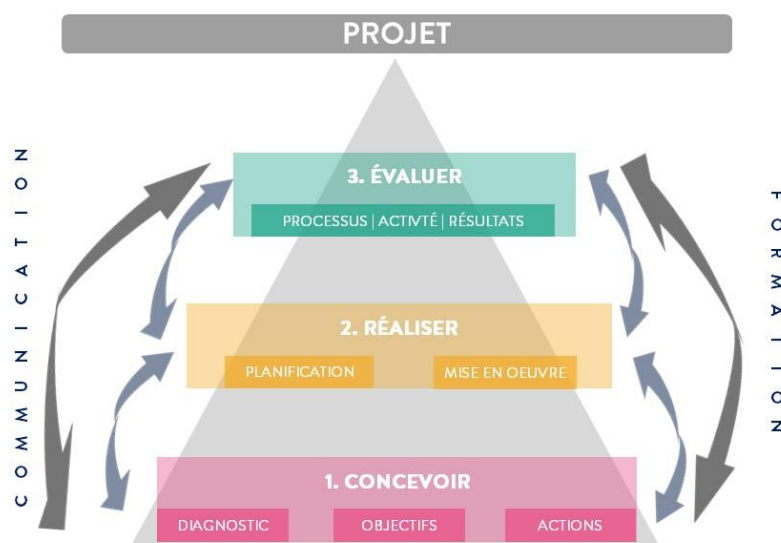 PROJET
COMMUNICATION
3. ÉVALUER
PROCESSUS | ACTIVTÉ | RÉSULTATS
2. RÉALISER
PLANIFICATION
MISE EN OEUVRE
1. CONCEVOIR
DIAGNOSTIC
OBJECTIFS
ACTIONS
FORMATION